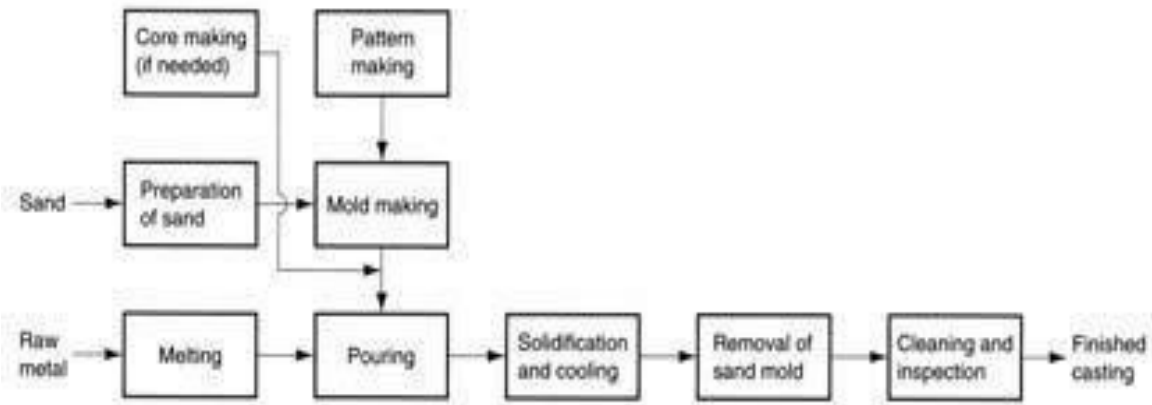 Core making
(if needed)
Pattern
making
Sand
Preparation
of sand
Mold making
Raw
metal
Melting
Pouring
Solidification
and cooling
Removal of
sand mold
Cleaning and
inspection
Finished
casting